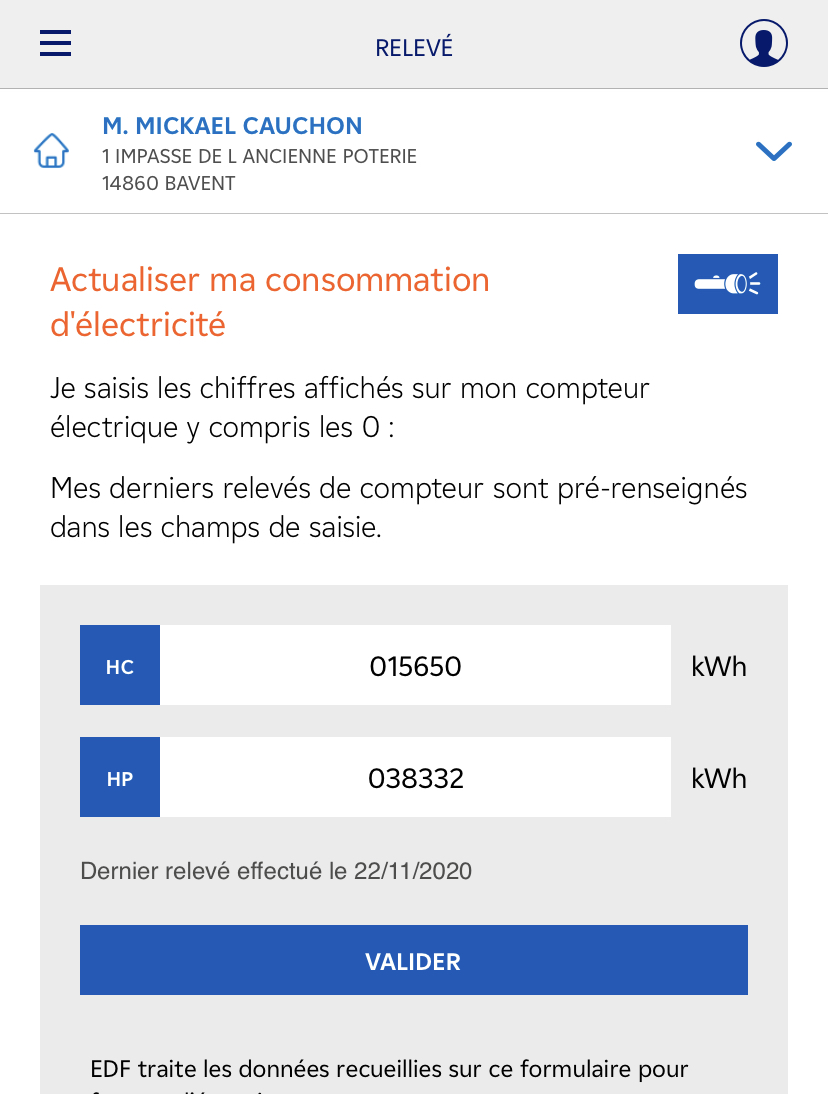 RELEVÉ
M. MICKAEL CAUCHON
1 IMPASSE DE L ANCIENNE POTERIE
14860 BAVENT
Actualiser ma consommation
d'électricité
Je saisis les chiffres affichés sur mon compteur
électrique y compris les 0 :
Mes derniers relevés de compteur sont pré-renseignés
dans les champs de saisie.
HC 015650 kWh
HP 038332 kWh
Dernier relevé effectué le 22/11/2020
VALIDER
EDF traite les données recueillies sur ce formulaire pour